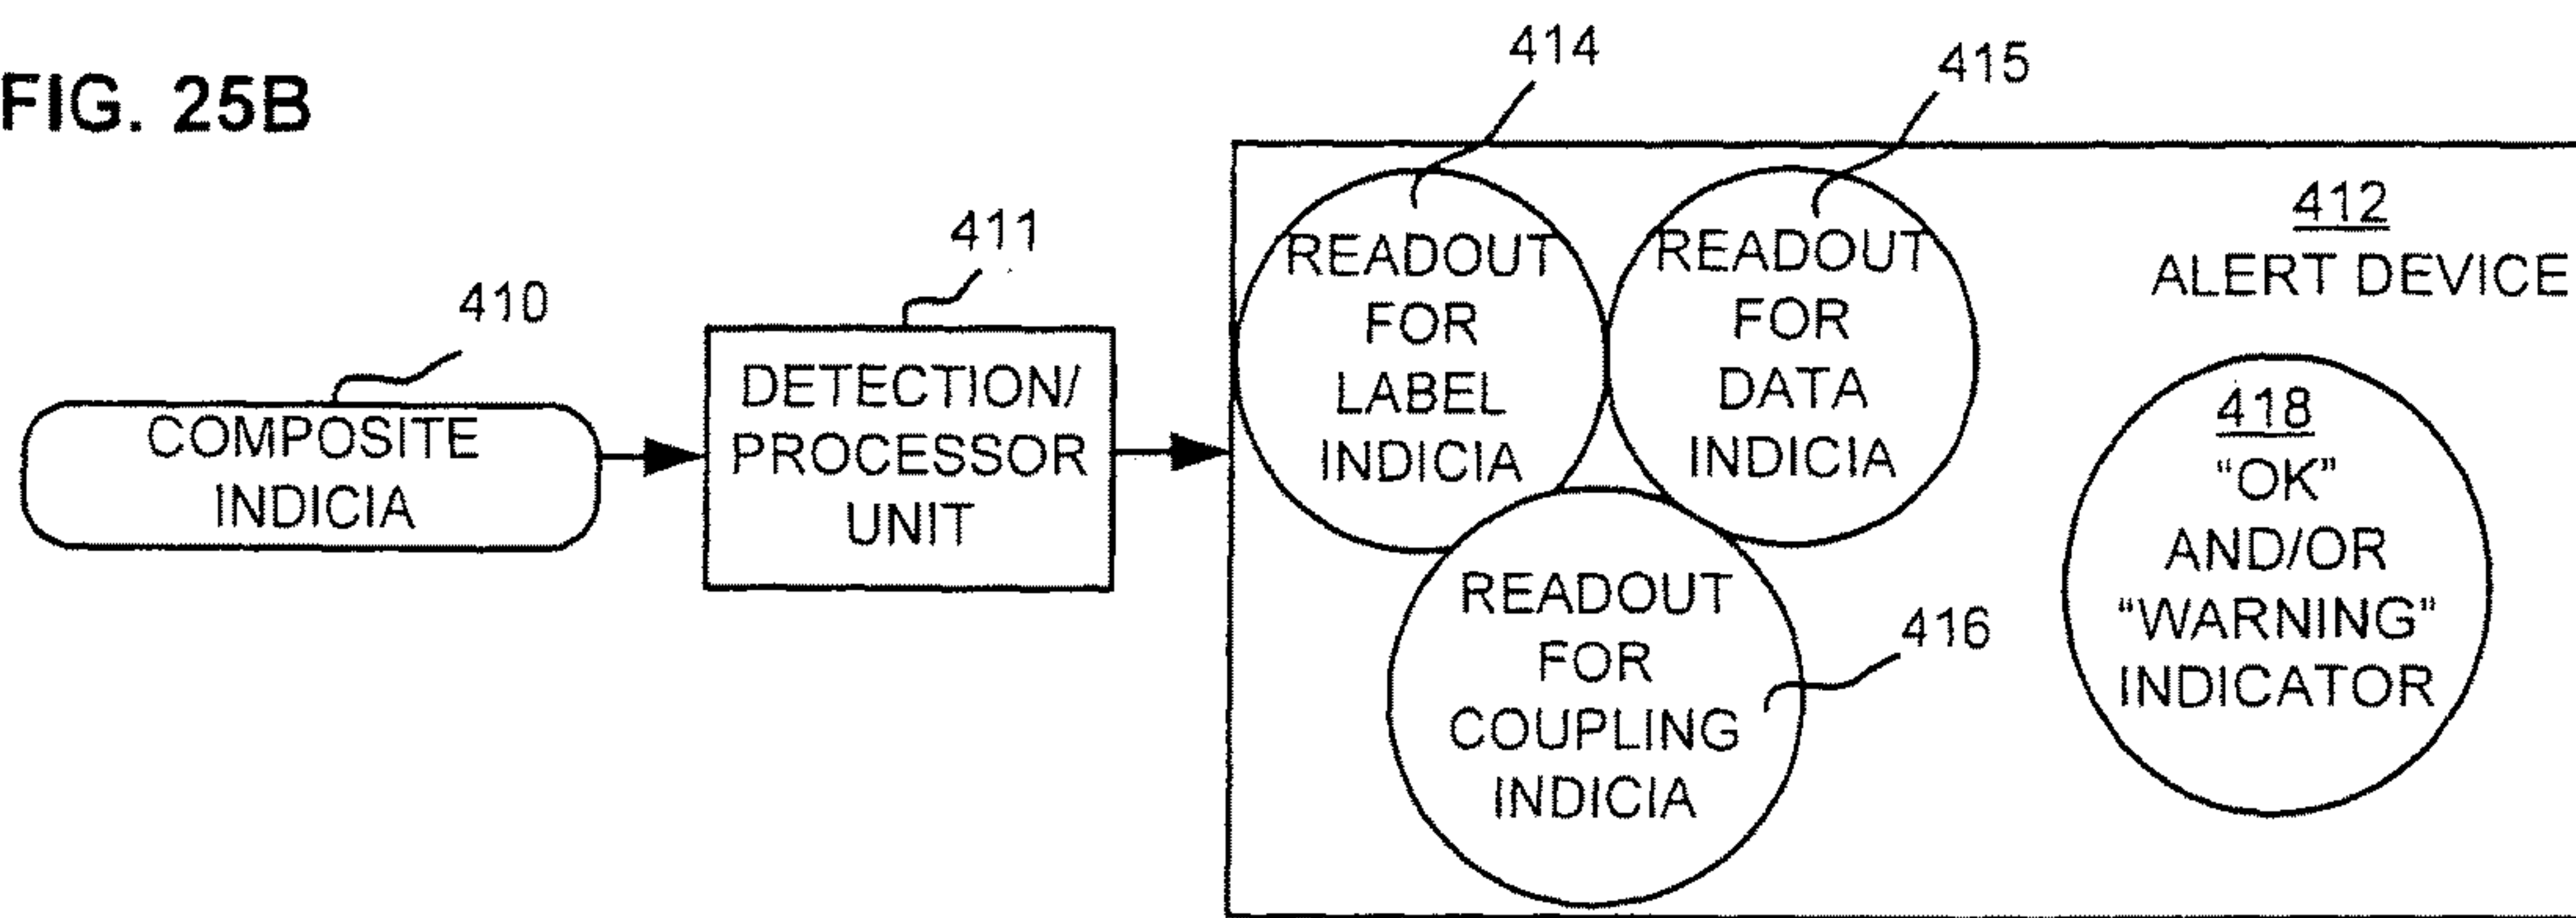 FIG. 25B
410
COMPOSITE
INDICIA
411
DETECTION/
PROCESSOR
UNIT
414
READOUT
FOR
LABEL
INDICIA
415
READOUT
FOR
DATA
INDICIA
READOUT
FOR
COUPLING
INDICIA
416
412
ALERT DEVICE
418
“OK”
AND/OR
“WARNING”
INDICATOR